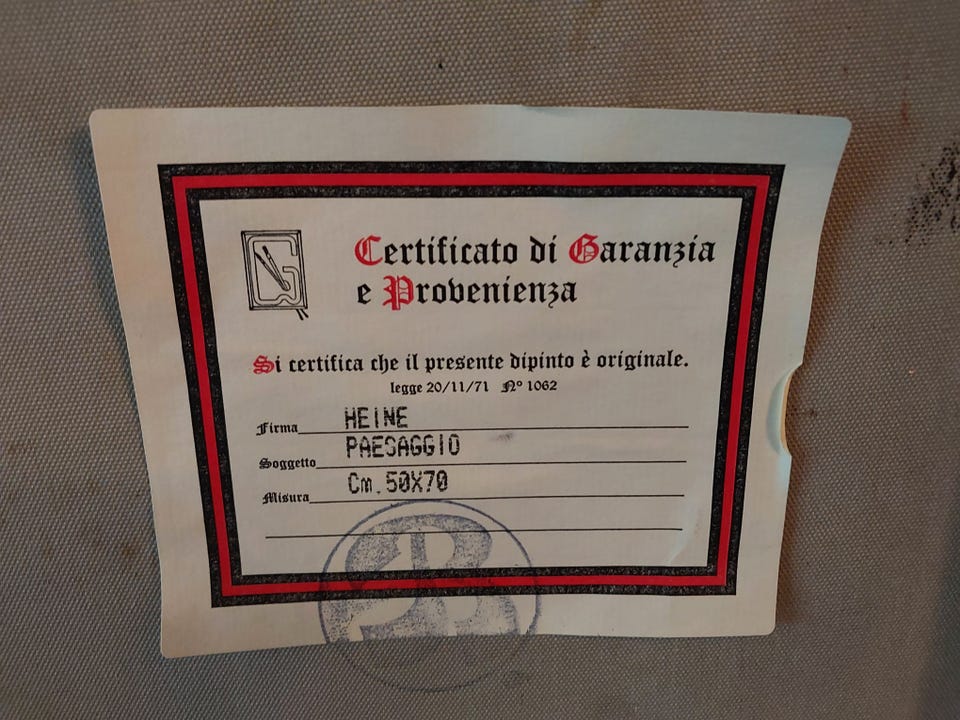 Certificato di Garanzia
e Provenienza
Si certifica che il presente dipinto è originale.
legge 20/11/71 Nº 1062
Firma HEINE
Soggetto PAESAGGIO
Misura Cm.50X70